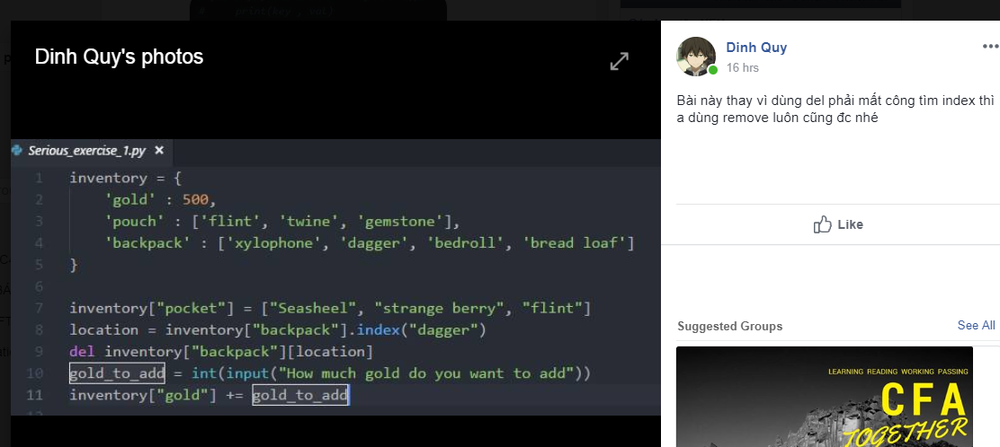 print(key , val)
Dinh Quy's photos
Serious_exercise_1.py ×
1 inventory = {
2 'gold' : 500,
3 'pouch' : ['flint', 'twine', 'gemstone'],
4 'backpack' : ['xylophone', 'dagger', 'bedroll', 'bread loaf']
5 }
6
7 inventory["pocket"] = ["Seasheel", "strange berry", "flint"]
8 location = inventory["backpack"].index("dagger")
9 del inventory["backpack"][location]
10 gold_to_add = int(input("How much gold do you want to add"))
11 inventory["gold"] += gold_to_add
Dinh Quy
16 hrs
Bài này thay vì dùng del phải mất công tìm index thì
a dùng remove luôn cũng đc nhé
Like
Suggested Groups
See All
LEARNING READING WORKING PASSING
CFA
TOGETHER